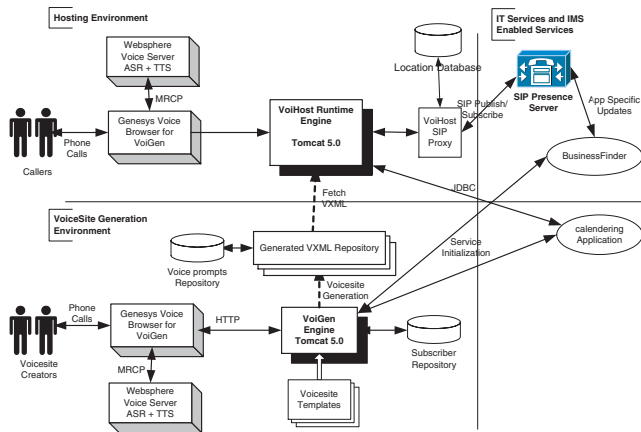 Hosting Environment
IT Services and IMS
Enabled Services
Websphere
Voice Server
ASR + TTS
Location Database
MRCP
SIP Presence
Server
SIP Publish/
Subscribe
App Specific
Updates
Genesys Voice
Browser for
VoiGen
VoiHost Runtime
Engine
Tomcat 5.0
VoiHost
SIP
Proxy
Phone
Calls
Callers
BusinessFinder
Fetch
VXML
JDBC
VoiceSite Generation
Environment
Generated VXML Repository
Service
Initialization
calendering
Application
Voice prompts
Repository
Voicesite
Generation
Phone
Calls
Genesys Voice
Browser for
VoiGen
HTTP
VoiGen
Engine
Tomcat 5.0
Subscriber
Repository
Voicesite
Creators
MRCP
Websphere
Voice Server
ASR + TTS
Voicesite
Templates